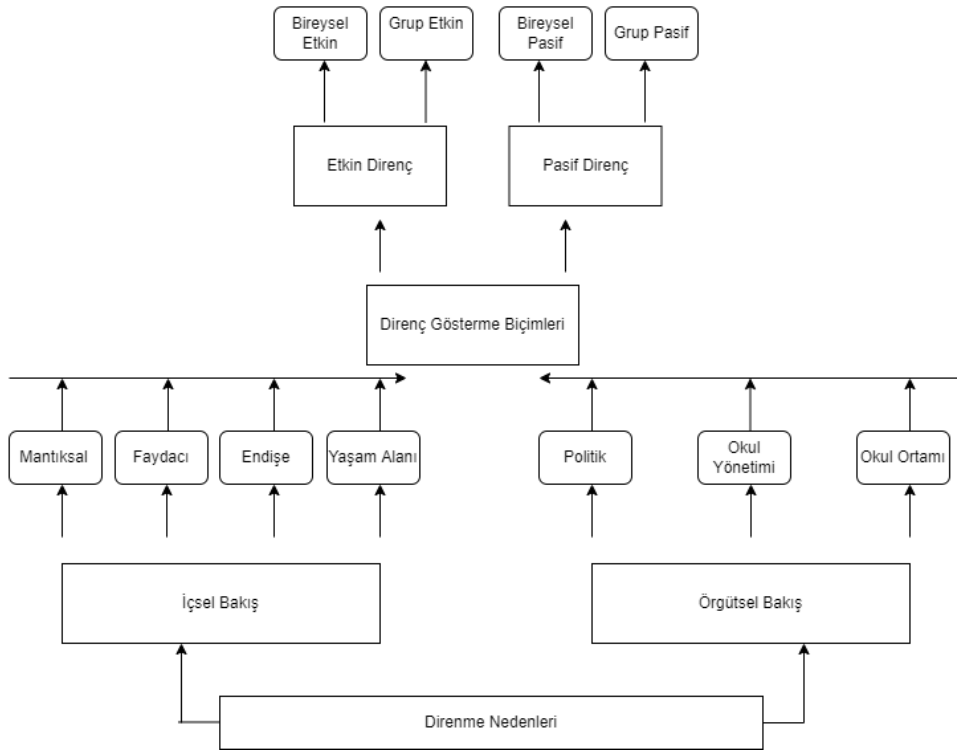 Bireysel
Etkin
Grup Etkin
Bireysel
Pasif
Grup Pasif
Etkin Direnç
Pasif Direnç
Direnç Gösterme Biçimleri
Mantıksal
Faydacı
Endişe
Yaşam Alanı
Politik
Okul
Yönetimi
Okul Ortamı
İçsel Bakış
Örgütsel Bakış
Direnme Nedenleri